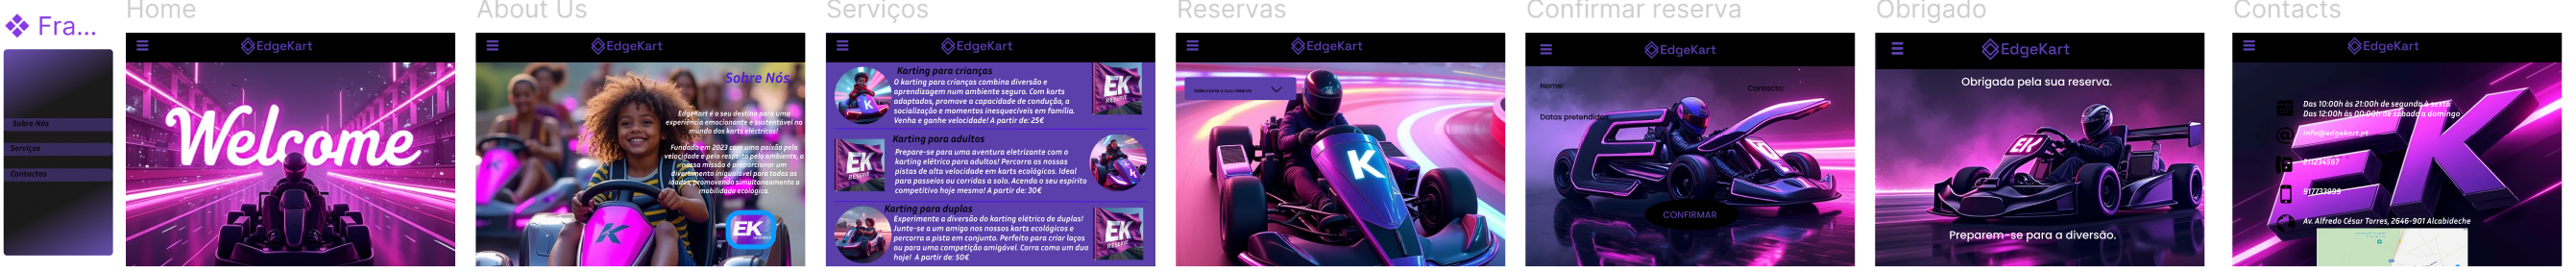 Fra...
Sobre Nós
Serviços
Contactos
Home
EdgeKart
Welcome
About Us
EdgeKart
Sobre Nós
EdgeKart é o seu destino para uma
experiência emocionante e sustentável no
mundo dos karts eléctricos!
Fundada em 2023 com uma paixão pela
velocidade e pelo respeito pela ambiente, a
nossa missão é proporcionar um
divertimento inigualável para todas as
idades, promovendo simultaneamente a
mobilidade ecológica.
K
EK
Serviços
EdgeKart
Karting para crianças
O karting para crianças combina diversão e
aprendizagem num ambiente seguro. Com karts
adaptados, promove a capacidade de condução, a
socialização e momentos inesquecíveis em família.
Venha e ganhe velocidade! A partir de: 25€
K
EK
RESERVE
Karting para adultos
Prepare-se para uma aventura eletrizante com o
karting elétrico para adultos! Percorra as nossas
pistas de alta velocidade em karts ecológicos. Ideal
para passeios ou corridas a solo. Acenda o seu espírito
competitivo hoje mesmo! A partir de: 30€
EK
RESERVE
Karting para duplas
Experimente a diversão do karting elétrico de duplas!
Junte-se a um amigo nos nossos karts ecológicos e
percorra a pista em conjunto. Perfeito para criar laços
ou para uma competição amigável. Corra como um duo
hoje! A partir de: 50€
EK
RESERVE
Reservas
EdgeKart
Selecione a sua reserva
K
Confirmar reserva
EdgeKart
Nome:
Contacto:
Datas pretendidas
CONFIRMAR
Obrigado
EdgeKart
Obrigada pela sua reserva.
EK
Preparem-se para a diversão.
Contacts
EdgeKart
Das 10:00h às 21:00h de segunda à sexta
Das 12:00h às 00:00h de sábado a domingo
info@edgekart.pt
211234567
Av. Alfredo César Torres, 2646-901 Alcabideche
EK